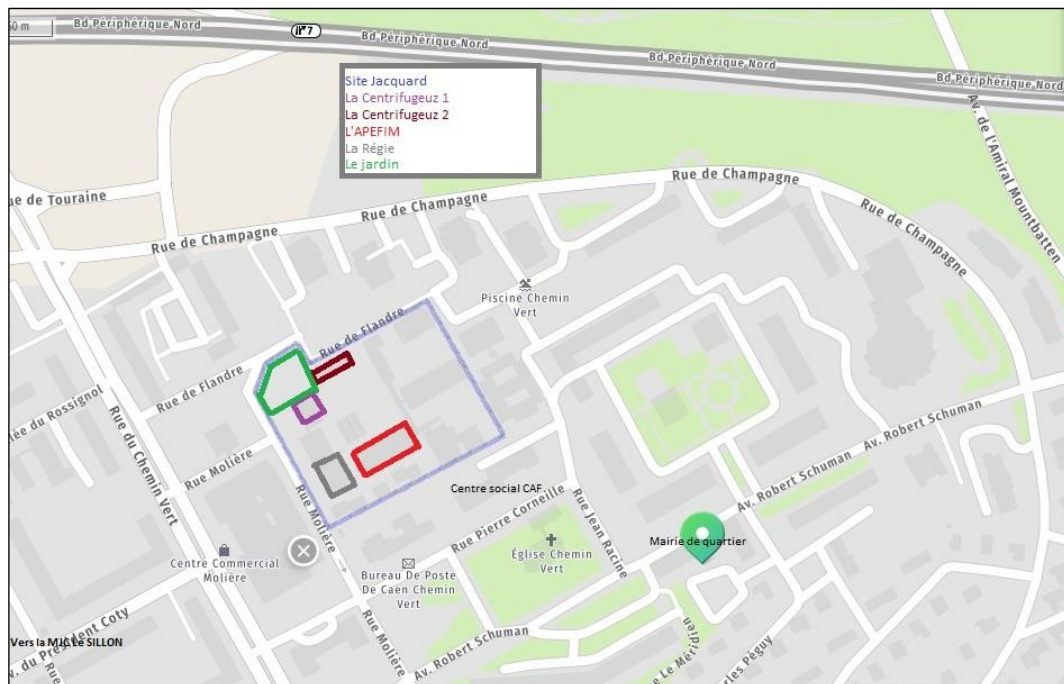 50 m
Bd Périphérique Nord
7
Bd Périphérique Nord
Bd Périphérique Nord
Bd Périphérique Nord
Site Jacquard
La Centrifugeuz 1
La Centrifugeuz 2
L'APEFIM
La Régie
Le jardin
Av. de l'Amiral Mountbatten
Rue de Champagne
ue de Touraine
Rue de Champagne
Rue de Champagne
Rue de Champagne
Piscine Chemin
Vert
Rue de Flandre
Rue de Flandre
lée du Rossignol
Rue du Chemin Vert
Rue Molière
Rue Molière
Av. Robert Schuman
Centre social CAF
Av. Robert Schuman
Rue Pierre Corneille
Rue Jean Racine
Mairie de quartier
Centre Commercial
Molière
Église Chemin
Vert
Bureau De Poste
De Caen Chemin
Vert
Rue Molière
Vers la MJC Le SILLON
Av. du Président Coty
Rue
Av. Robert Schuman
e Le Méridien
rles Péguy